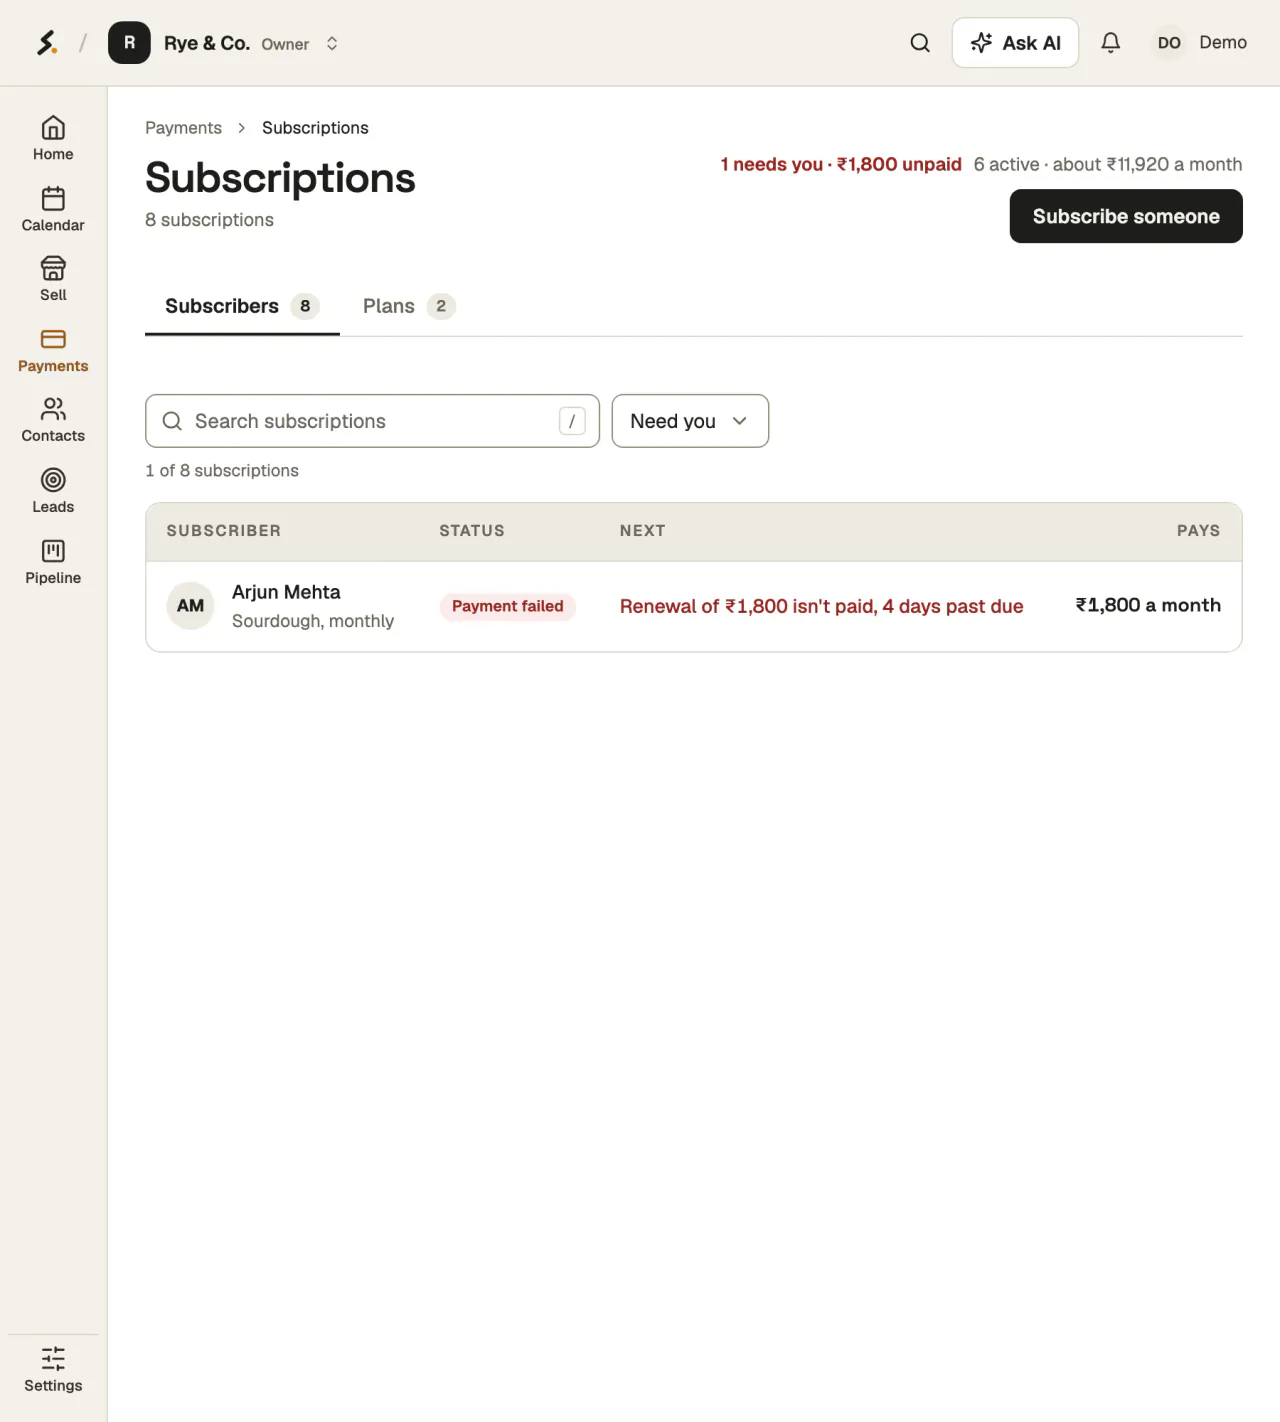 /
R
Rye & Co. Owner
Ask AI
DO
Demo
Home
Calendar
Sell
Payments
Contacts
Leads
Pipeline
Settings
Payments > Subscriptions
Subscriptions
8 subscriptions
1 needs you · ₹1,800 unpaid 6 active · about ₹11,920 a month
Subscribe someone
Subscribers 8 Plans 2
Search subscriptions /
Need you
1 of 8 subscriptions
SUBSCRIBER STATUS NEXT PAYS
AM
Arjun Mehta
Sourdough, monthly
Payment failed
Renewal of ₹1,800 isn't paid, 4 days past due
₹1,800 a month